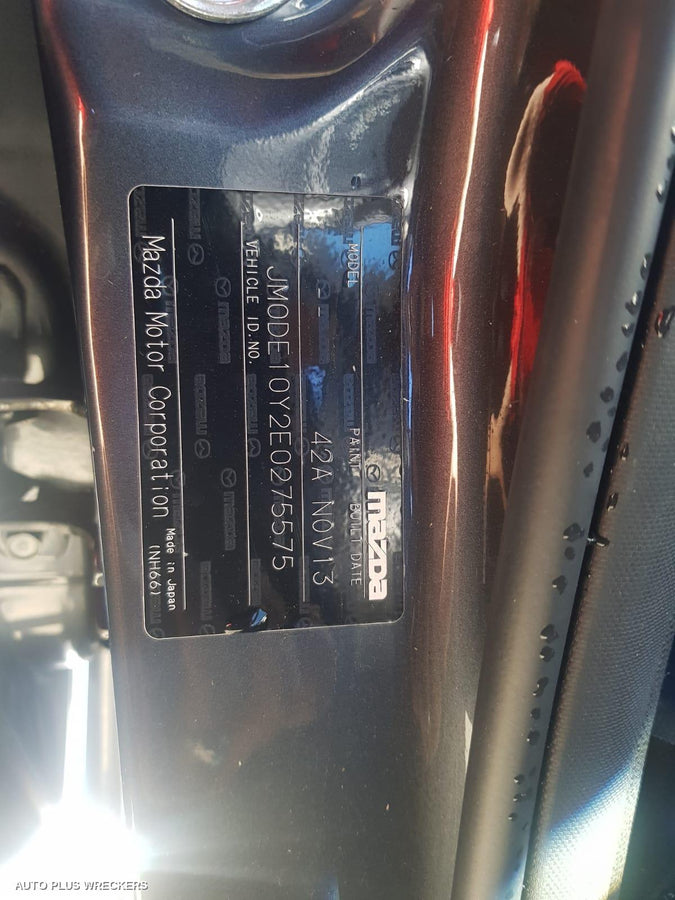 mazda
MODEL PAINT BUILT DATE
42A NOV13
JM0DE10Y2E0275575
VEHICLE ID.NO.
Mazda Motor Corporation
Made in Japan
(NH66)
AUTO PLUS WRECKERS